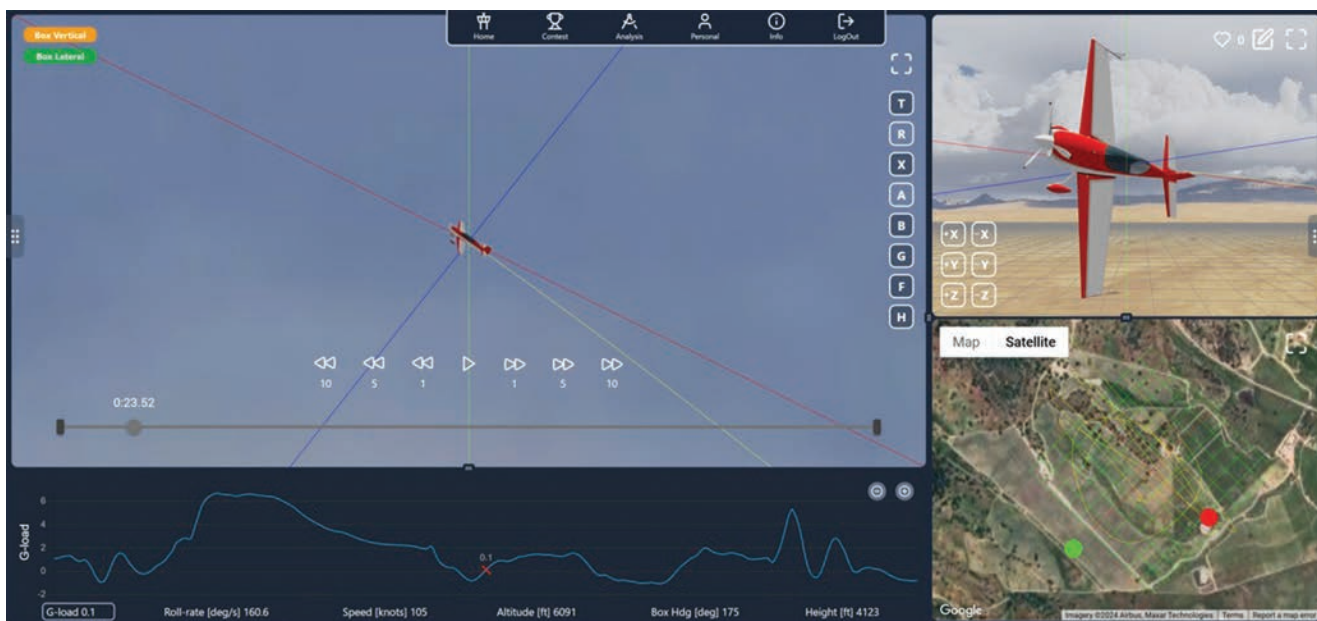 Box Vertical
Box Lateral
Home Contest Analysis Personal Info LogOut
0
T
R
X
A
B
G
F
H
+X -X
+Y -Y
+Z -Z
10 5 1 1 5 10
0:23.52
Map Satellite
G-load
6
4
2
0
-2
0.1
G-load 0.1 Roll-rate [deg/s] 160.6 Speed [knots] 105 Altitude [ft] 6091 Box Hdg [deg] 175 Height [ft] 4123
Google
Imagery ©2024 Airbus, Maxar Technologies Terms Report a map error